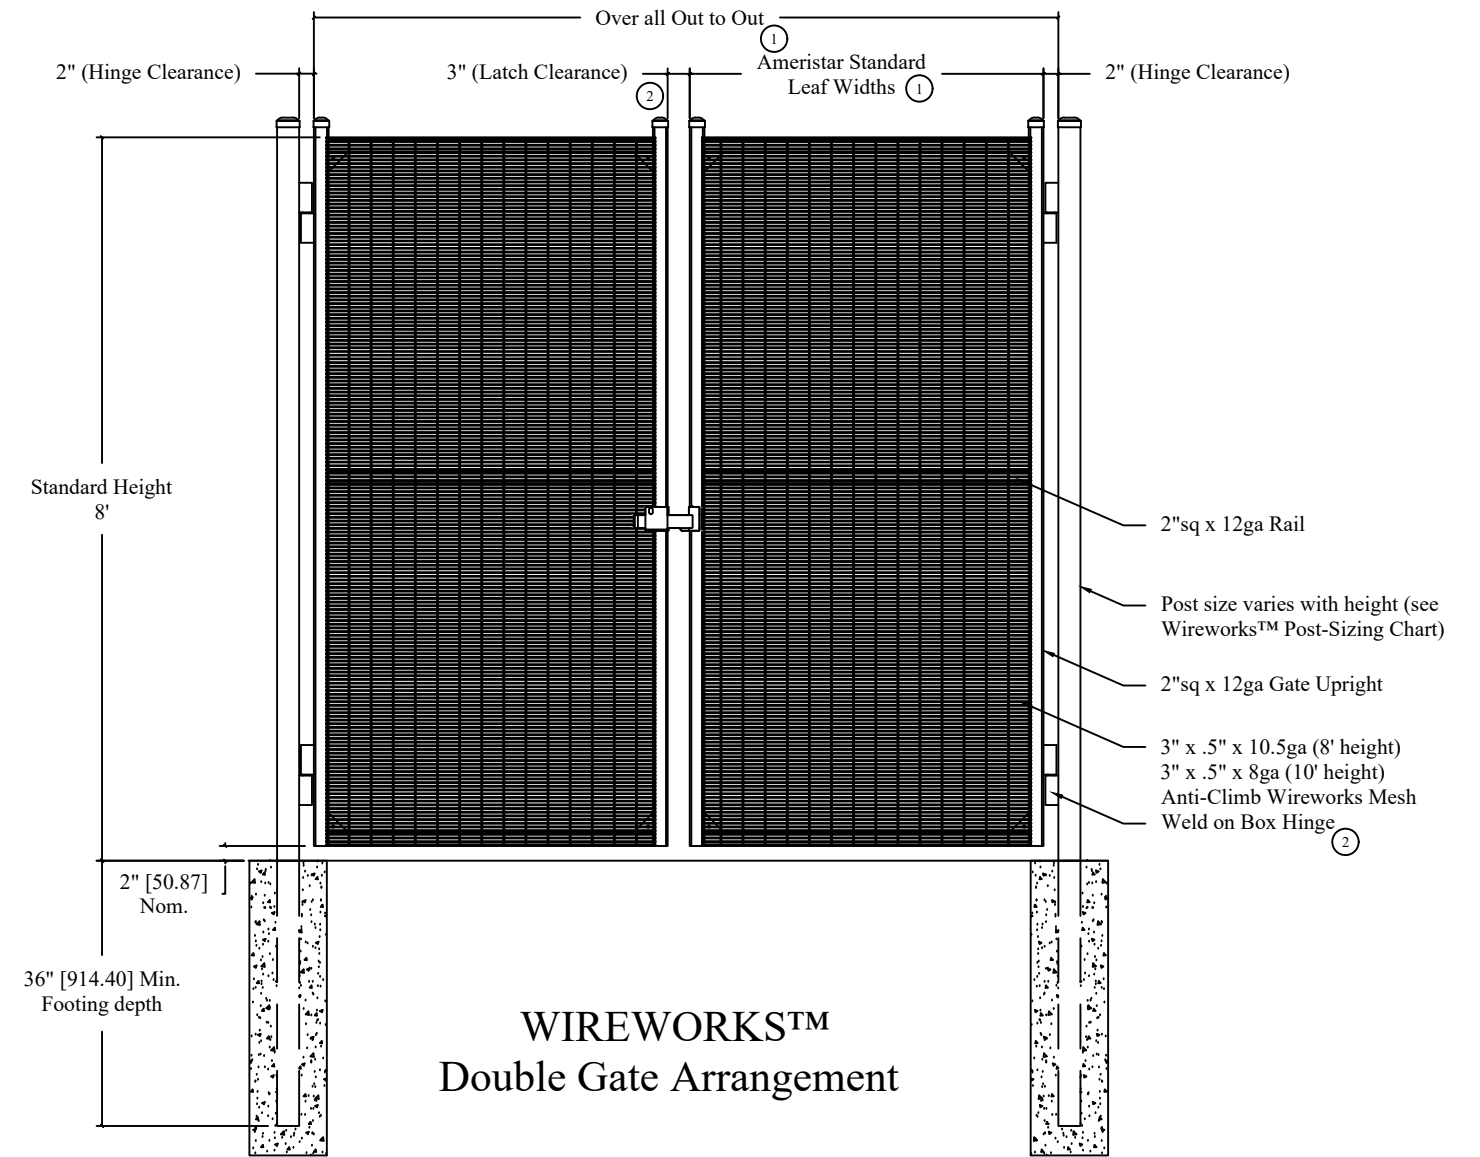 Over all Out to Out
1
2" (Hinge Clearance)
3" (Latch Clearance)
2
Ameristar Standard
Leaf Widths 1
2" (Hinge Clearance)
Standard Height
8'
2"sq x 12ga Rail
Post size varies with height (see
Wireworks™ Post-Sizing Chart)
2"sq x 12ga Gate Upright
3" x .5" x 10.5ga (8' height)
3" x .5" x 8ga (10' height)
Anti-Climb Wireworks Mesh
Weld on Box Hinge
2
2" [50.87]
Nom.
36" [914.40] Min.
Footing depth
WIREWORKS™
Double Gate Arrangement